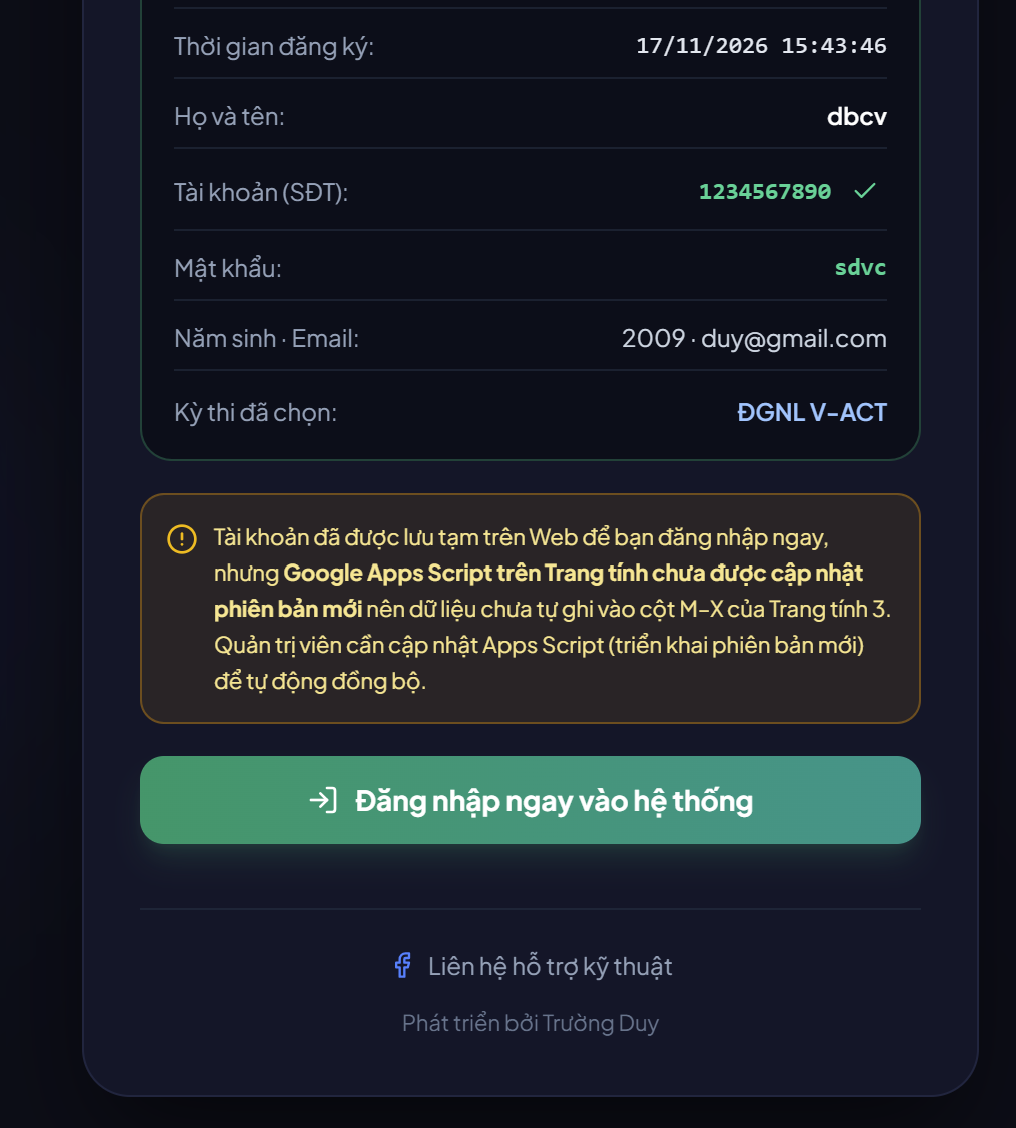 Thời gian đăng ký: 17/11/2026 15:43:46
Họ và tên: dbcv
Tài khoản (SĐT): 1234567890
Mật khẩu: sdvc
Năm sinh · Email: 2009 · duy@gmail.com
Kỳ thi đã chọn: ĐGNL V-ACT
Tài khoản đã được lưu tạm trên Web để bạn đăng nhập ngay,
nhưng Google Apps Script trên Trang tính chưa được cập nhật
phiên bản mới nên dữ liệu chưa tự ghi vào cột M–X của Trang tính 3.
Quản trị viên cần cập nhật Apps Script (triển khai phiên bản mới)
để tự động đồng bộ.
Đăng nhập ngay vào hệ thống
Liên hệ hỗ trợ kỹ thuật
Phát triển bởi Trường Duy